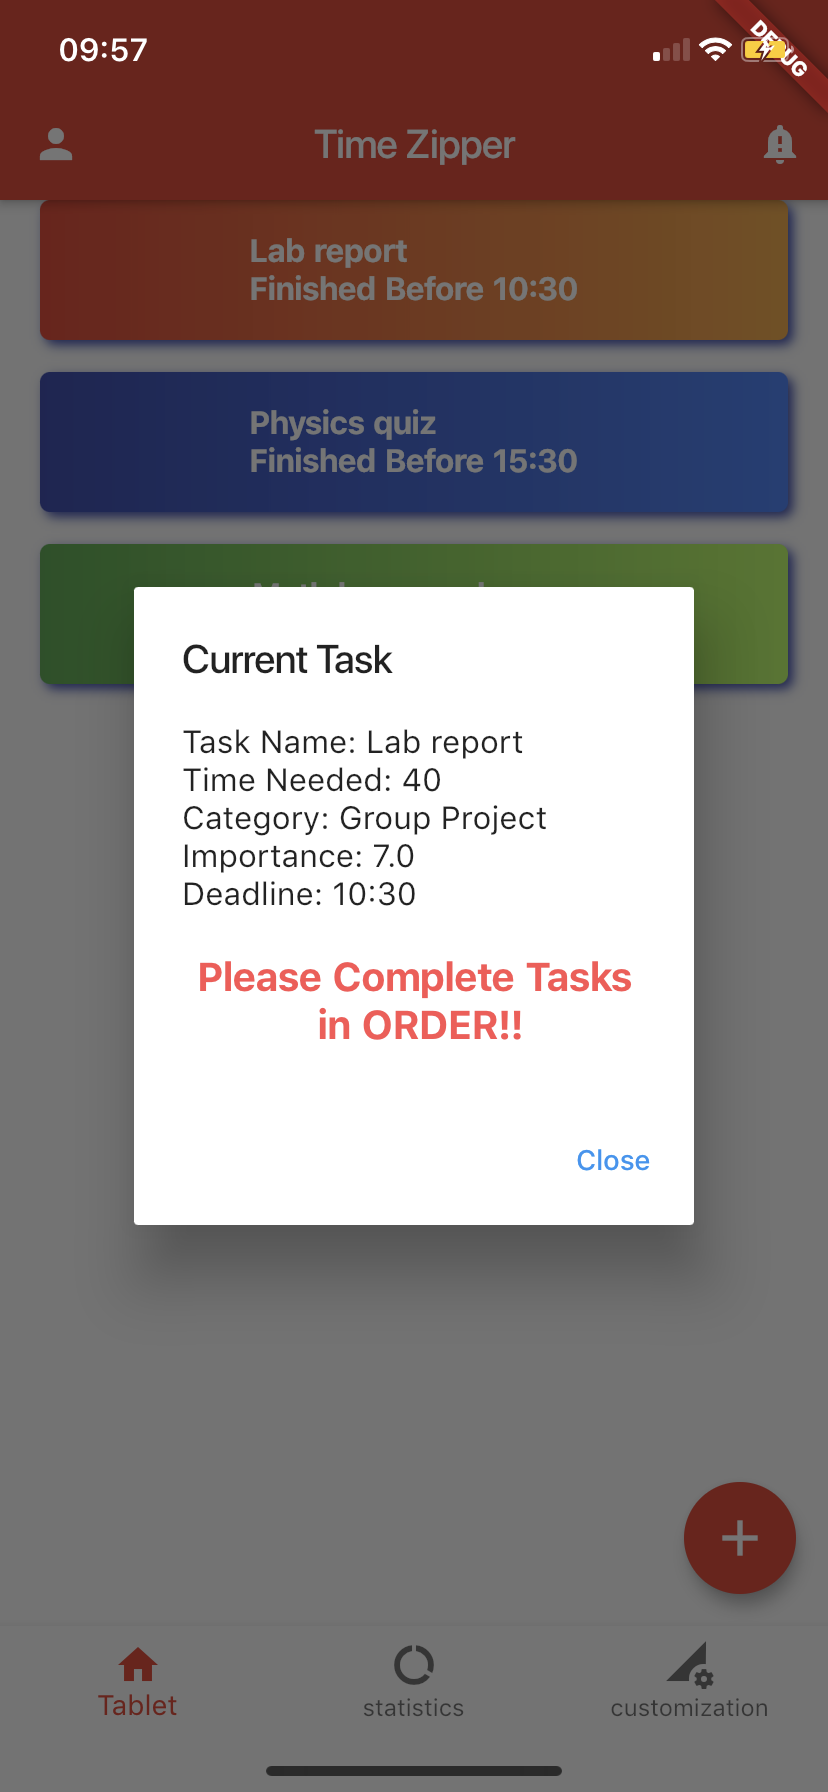 09:57
DEBUG
Time Zipper
Lab report
Finished Before 10:30
Physics quiz
Finished Before 15:30
Current Task
Task Name: Lab report
Time Needed: 40
Category: Group Project
Importance: 7.0
Deadline: 10:30
Please Complete Tasks
in ORDER!!
Close
Tablet
statistics
customization